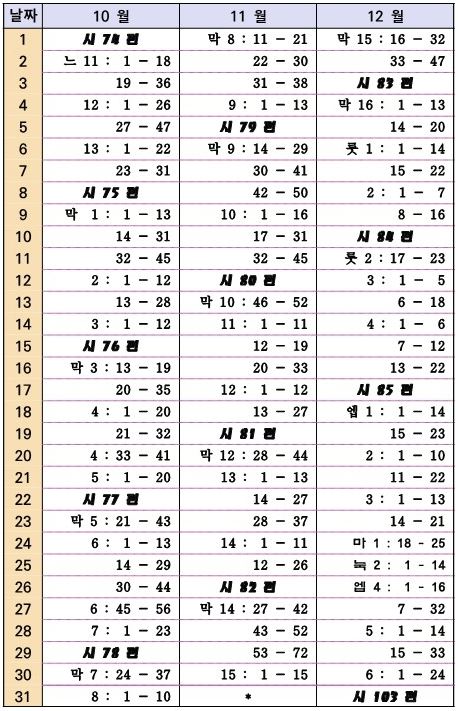 날짜 10 월 11 월 12 월
1 시 74 편 막 8 : 11 - 21 막 15 : 16 - 32
2 느 11 : 1 - 18 22 - 30 33 - 47
3 19 - 36 31 - 38 시 83 편
4 12 : 1 - 26 9 : 1 - 13 막 16 : 1 - 13
5 27 - 47 시 79 편 14 - 20
6 13 : 1 - 22 막 9 : 14 - 29 룻 1 : 1 - 14
7 23 - 31 30 - 41 15 - 22
8 시 75 편 42 - 50 2 : 1 - 7
9 막 1 : 1 - 13 10 : 1 - 16 8 - 16
10 14 - 31 17 - 31 시 84 편
11 32 - 45 32 - 45 룻 2 : 17 - 23
12 2 : 1 - 12 시 80 편 3 : 1 - 5
13 13 - 28 막 10 : 46 - 52 6 - 18
14 3 : 1 - 12 11 : 1 - 11 4 : 1 - 6
15 시 76 편 12 - 19 7 - 12
16 막 3 : 13 - 19 20 - 33 13 - 22
17 20 - 35 12 : 1 - 12 시 85 편
18 4 : 1 - 20 13 - 27 엡 1 : 1 - 14
19 21 - 32 시 81 편 15 - 23
20 4 : 33 - 41 막 12 : 28 - 44 2 : 1 - 10
21 5 : 1 - 20 13 : 1 - 13 11 - 22
22 시 77 편 14 - 27 3 : 1 - 13
23 막 5 : 21 - 43 28 - 37 14 - 21
24 6 : 1 - 13 14 : 1 - 11 마 1 : 18 - 25
25 14 - 29 12 - 26 눅 2 : 1 - 14
26 30 - 44 시 82 편 엡 4 : 1 - 16
27 6 : 45 - 56 막 14 : 27 - 42 7 - 32
28 7 : 1 - 23 43 - 52 5 : 1 - 14
29 시 78 편 53 - 72 15 - 33
30 막 7 : 24 - 37 15 : 1 - 15 6 : 1 - 24
31 8 : 1 - 10 * 시 103 편